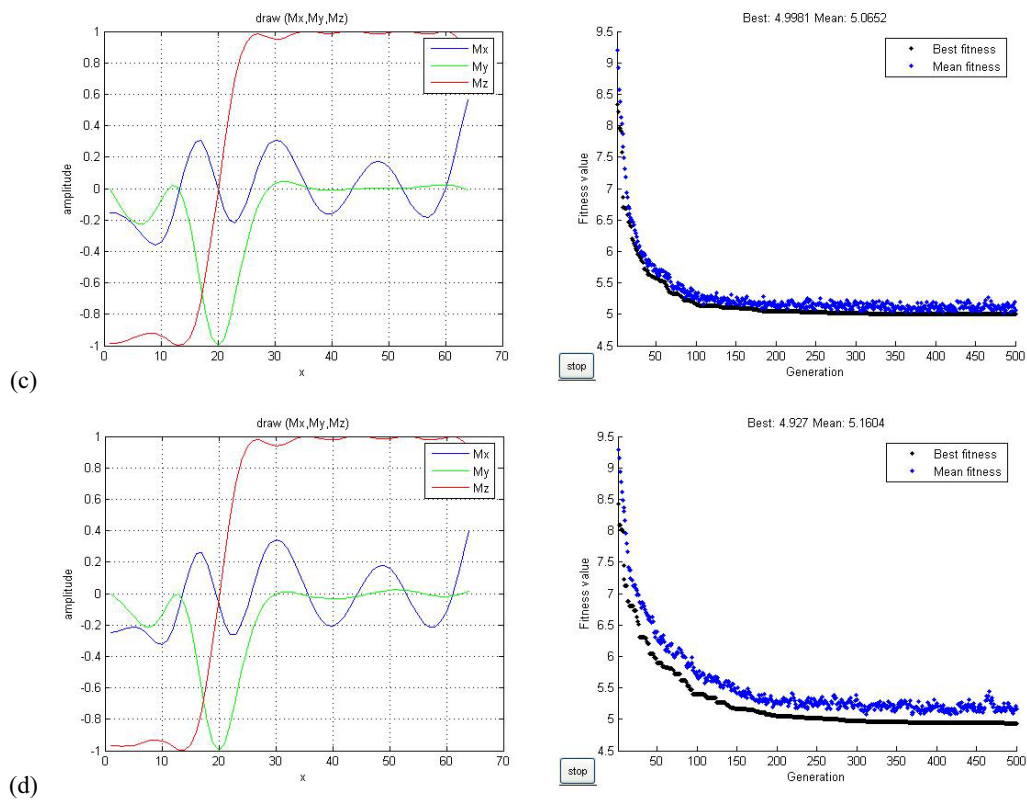 draw (Mx,My,Mz)
1
0.8
0.6
0.4
0.2
0
-0.2
-0.4
-0.6
-0.8
-1
amplitude
0 10 20 30 40 50 60 70
x
Mx
My
Mz
(c)
Best: 4.9981 Mean: 5.0652
9.5
9
8.5
8
7.5
7
6.5
6
5.5
5
4.5
Fitness value
50 100 150 200 250 300 350 400 450 500
Generation
Best fitness
Mean fitness
stop
draw (Mx,My,Mz)
1
0.8
0.6
0.4
0.2
0
-0.2
-0.4
-0.6
-0.8
-1
amplitude
0 10 20 30 40 50 60 70
x
Mx
My
Mz
(d)
Best: 4.927 Mean: 5.1604
9.5
9
8.5
8
7.5
7
6.5
6
5.5
5
4.5
Fitness value
50 100 150 200 250 300 350 400 450 500
Generation
Best fitness
Mean fitness
stop